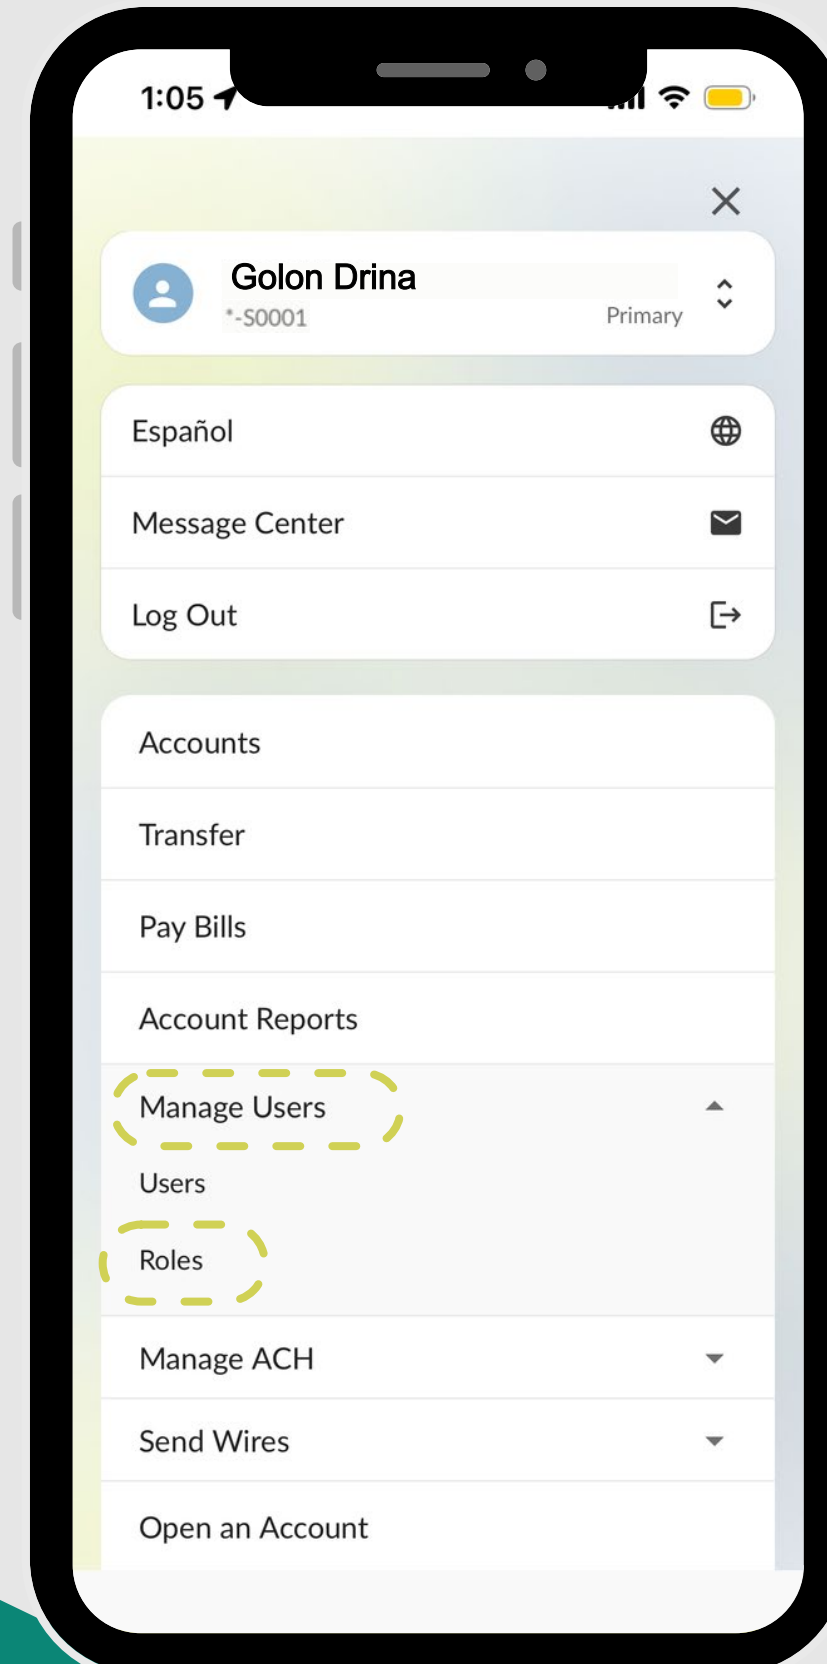 1:05
Golon Drina
*-S0001
Primary
Español
Message Center
Log Out
Accounts
Transfer
Pay Bills
Account Reports
Manage Users
Users
Roles
Manage ACH
Send Wires
Open an Account